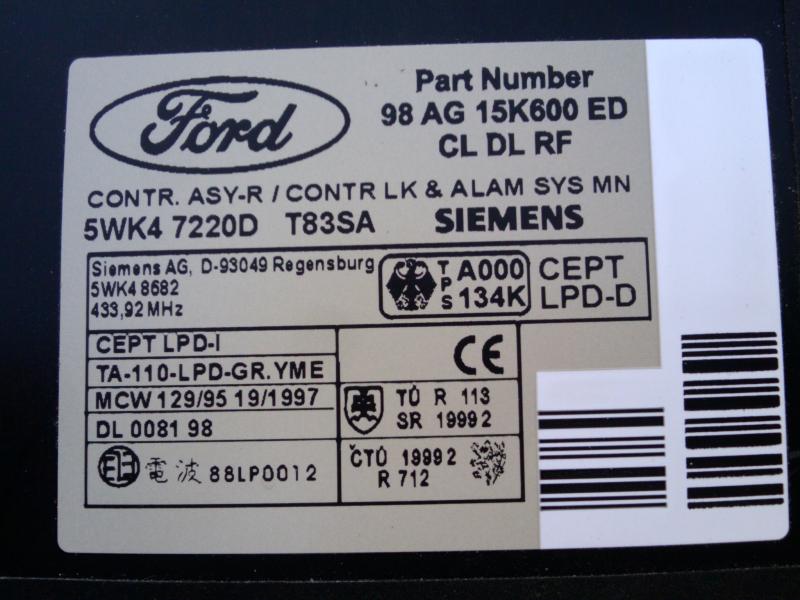 Ford
Part Number
98 AG 15K600 ED
CL DL RF
CONTR. ASY-R / CONTR LK & ALAM SYS MN
5WK4 7220D T83SA SIEMENS
Siemens AG, D-93049 Regensburg
5WK4 8682
433,92 MHz
TPS
A000
134K
CEPT
LPD-D
CEPT LPD-I
TA-110-LPD-GR.YME
MCW 129/95 19/1997
DL 0081 98
電波 88LP0012
CE
TÚ R 113
SR 1999 2
ČTÚ 1999 2
R 712